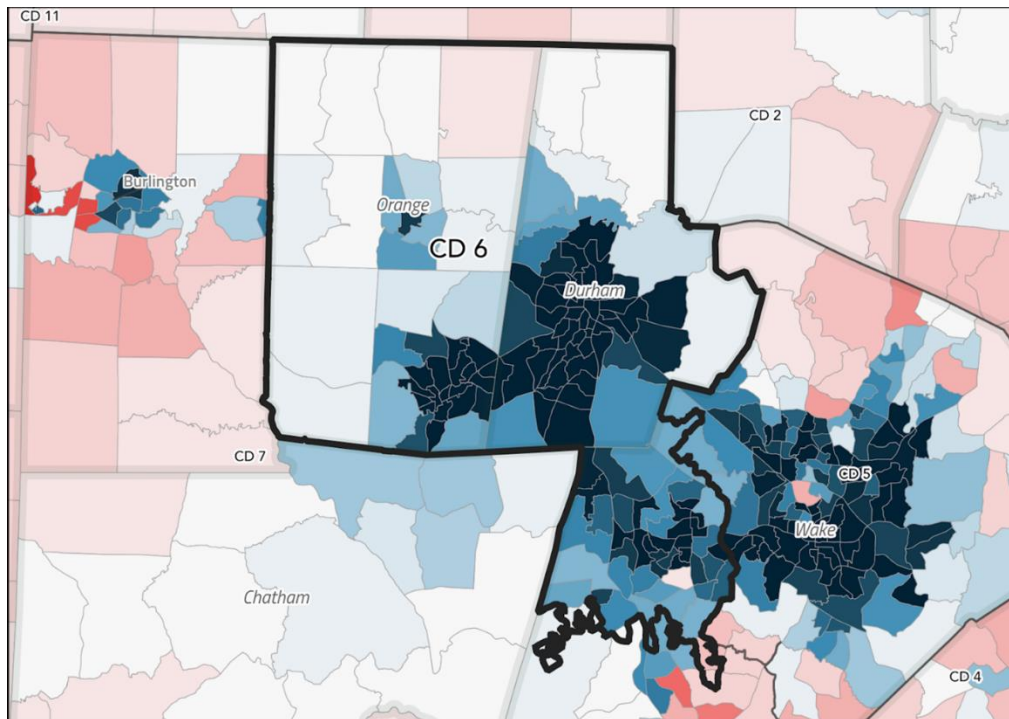 CD 11
CD 2
Burlington
Orange
CD 6
Durham
CD 7
CD 5
Wake
Chatham
CD 4